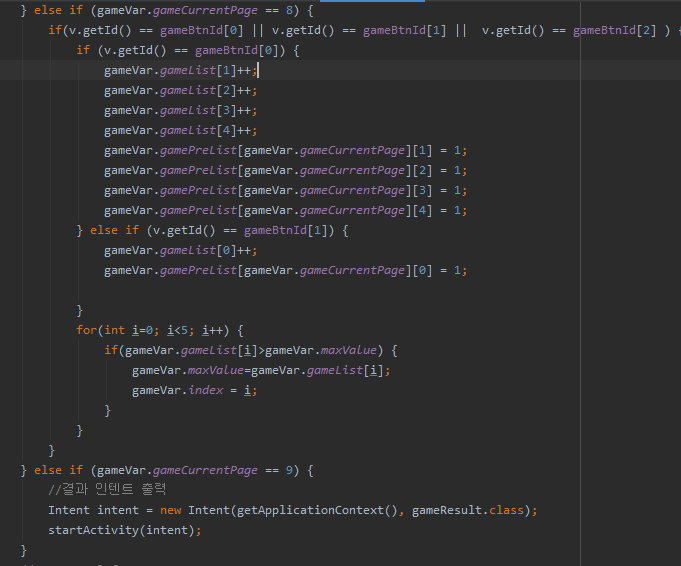 } else if (gameVar.gameCurrentPage == 8) {
if(v.getId() == gameBtnId[0] || v.getId() == gameBtnId[1] ||  v.getId() == gameBtnId[2] ) {
if (v.getId() == gameBtnId[0]) {
gameVar.gameList[1]++;
gameVar.gameList[2]++;
gameVar.gameList[3]++;
gameVar.gameList[4]++;
gameVar.gamePreList[gameVar.gameCurrentPage][1] = 1;
gameVar.gamePreList[gameVar.gameCurrentPage][2] = 1;
gameVar.gamePreList[gameVar.gameCurrentPage][3] = 1;
gameVar.gamePreList[gameVar.gameCurrentPage][4] = 1;
} else if (v.getId() == gameBtnId[1]) {
gameVar.gameList[0]++;
gameVar.gamePreList[gameVar.gameCurrentPage][0] = 1;
}
for(int i=0; i<5; i++) {
if(gameVar.gameList[i]>gameVar.maxValue) {
gameVar.maxValue=gameVar.gameList[i];
gameVar.index = i;
}
}
}
} else if (gameVar.gameCurrentPage == 9) {
//결과 인텐트 출력
Intent intent = new Intent(getApplicationContext(), gameResult.class);
startActivity(intent);
}